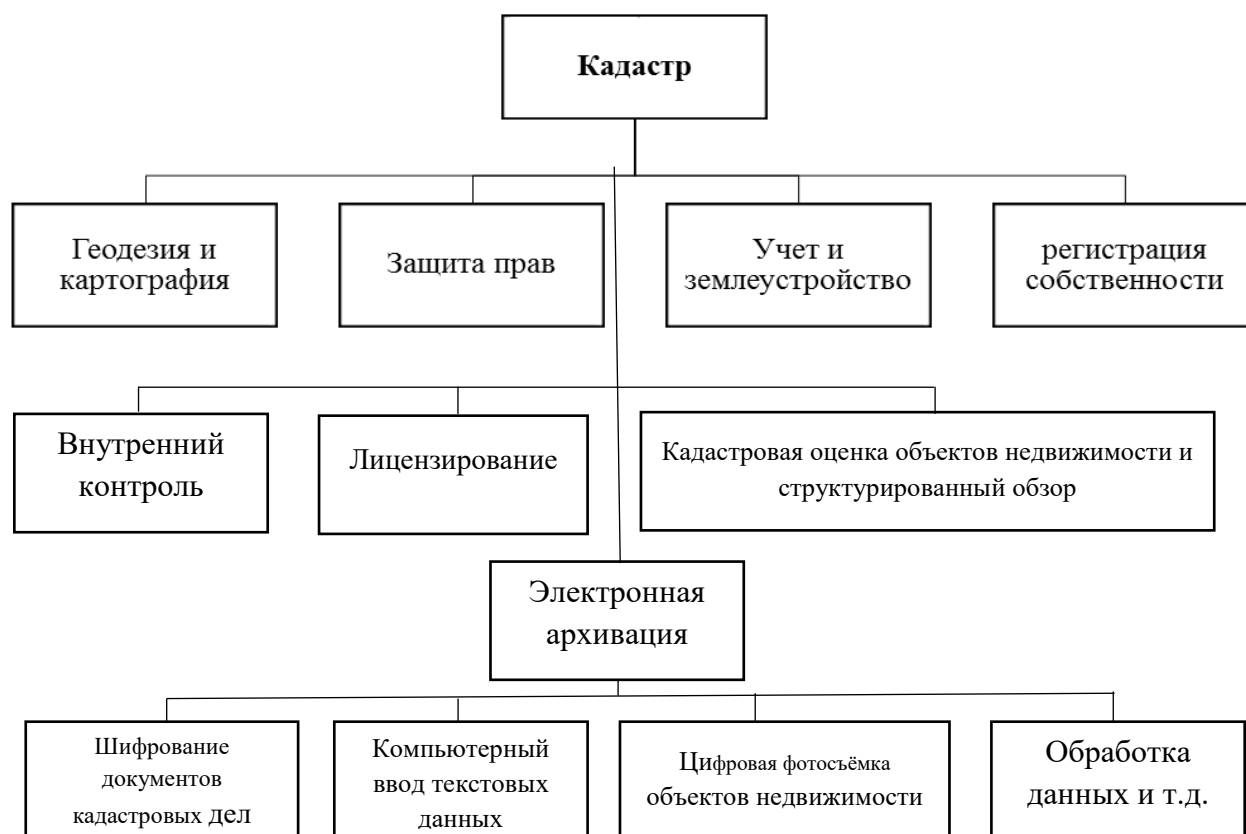 Кадастр
Геодезия и
картография
Защита прав
Учет и
землеустройство
регистрация
собственности
Внутренний
контроль
Лицензирование
Кадастровая оценка объектов недвижимости и
структурированный обзор
Электронная
архивация
Шифрование
документов
кадастровых дел
Компьютерный
ввод текстовых
данных
Цифровая фотосъёмка
объектов недвижимости
Обработка
данных и т.д.